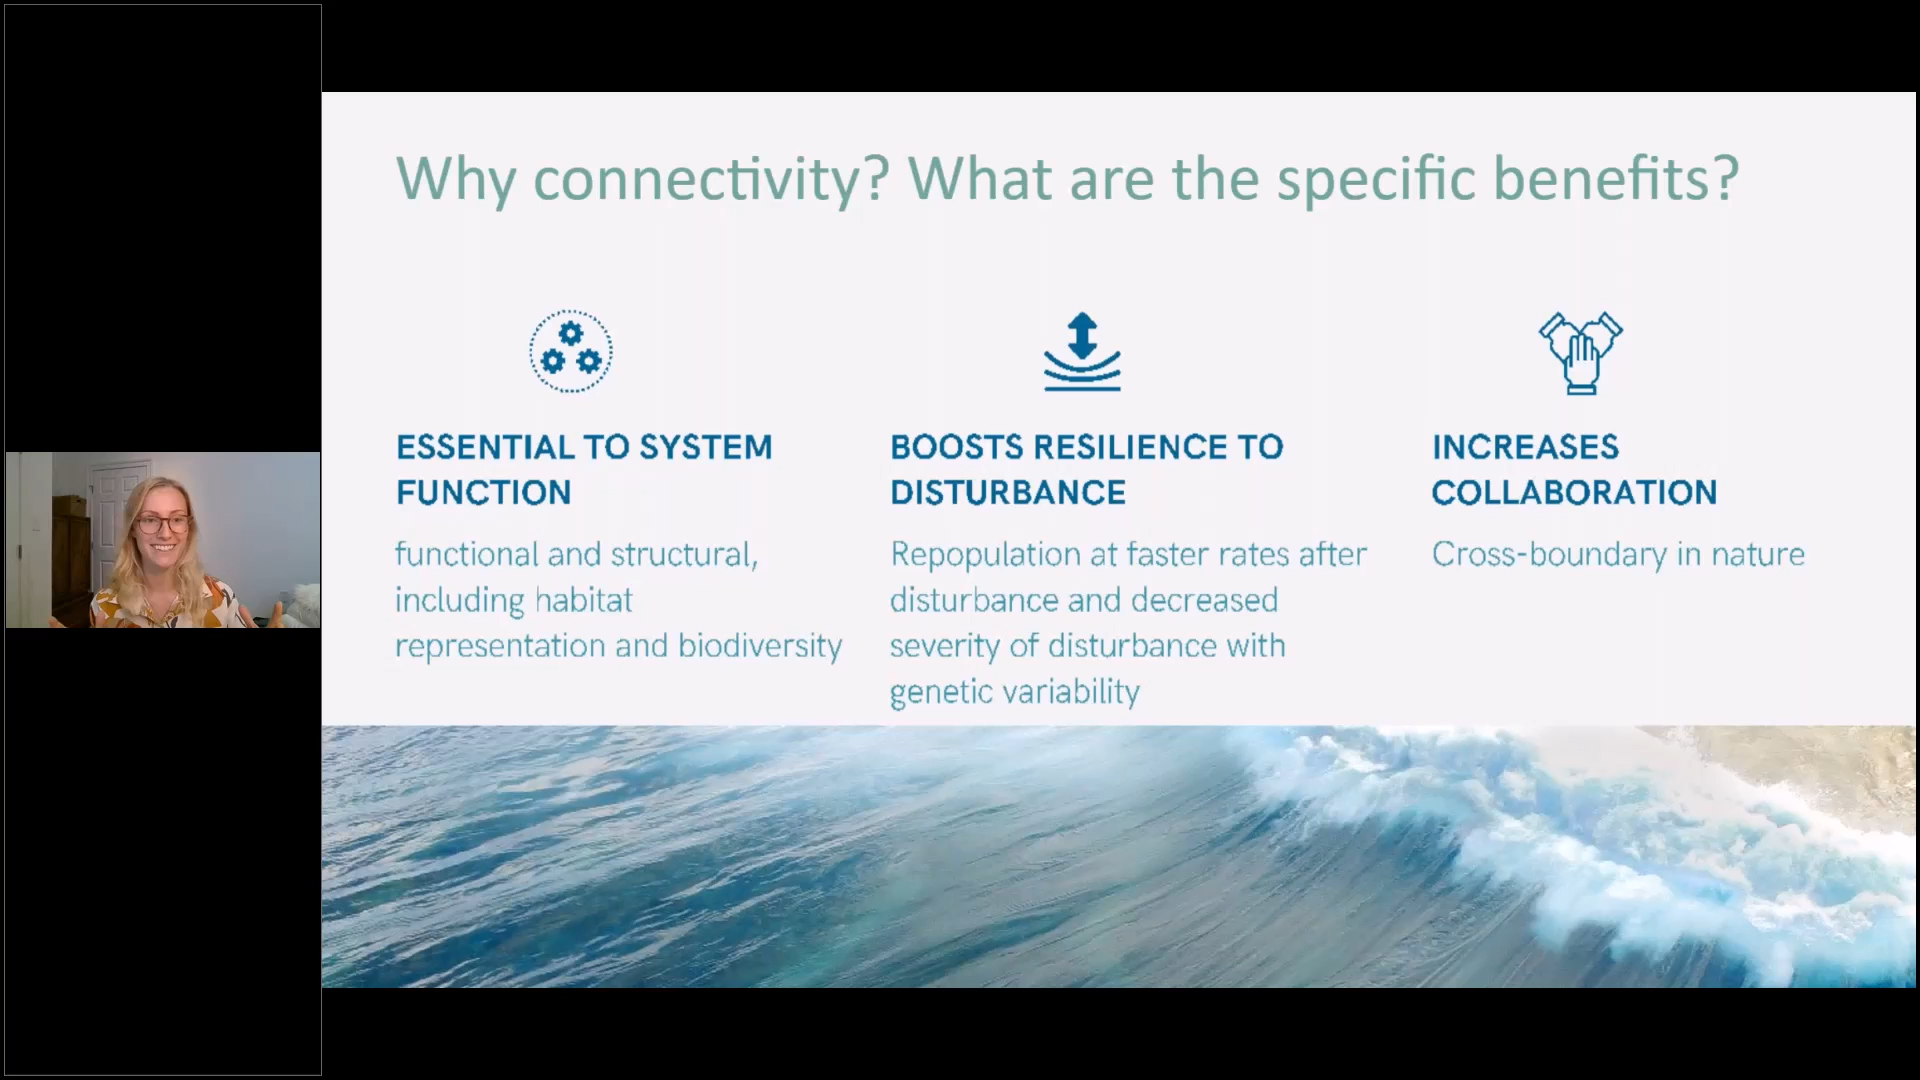 Why connectivity? What are the specific benefits?
ESSENTIAL TO SYSTEM
FUNCTION
functional and structural,
including habitat
representation and biodiversity
BOOSTS RESILIENCE TO
DISTURBANCE
Repopulation at faster rates after
disturbance and decreased
severity of disturbance with
genetic variability
INCREASES
COLLABORATION
Cross-boundary in nature